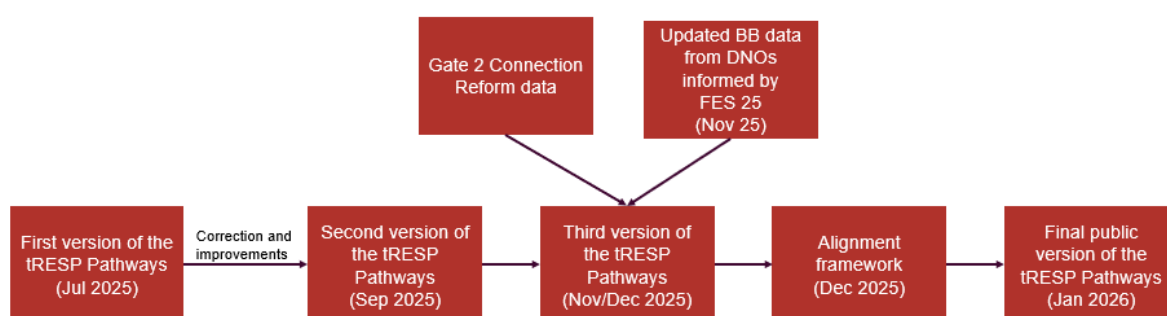 Gate 2 Connection
Reform data
Updated BB data
from DNOs
informed by
FES 25
(Nov 25)
First version of the
tRESP Pathways
(Jul 2025)
Correction and
improvements
Second version of
the tRESP
Pathways
(Sep 2025)
Third version of
the tRESP
Pathways
(Nov/Dec 2025)
Alignment
framework
(Dec 2025)
Final public
version of the
tRESP Pathways
(Jan 2026)